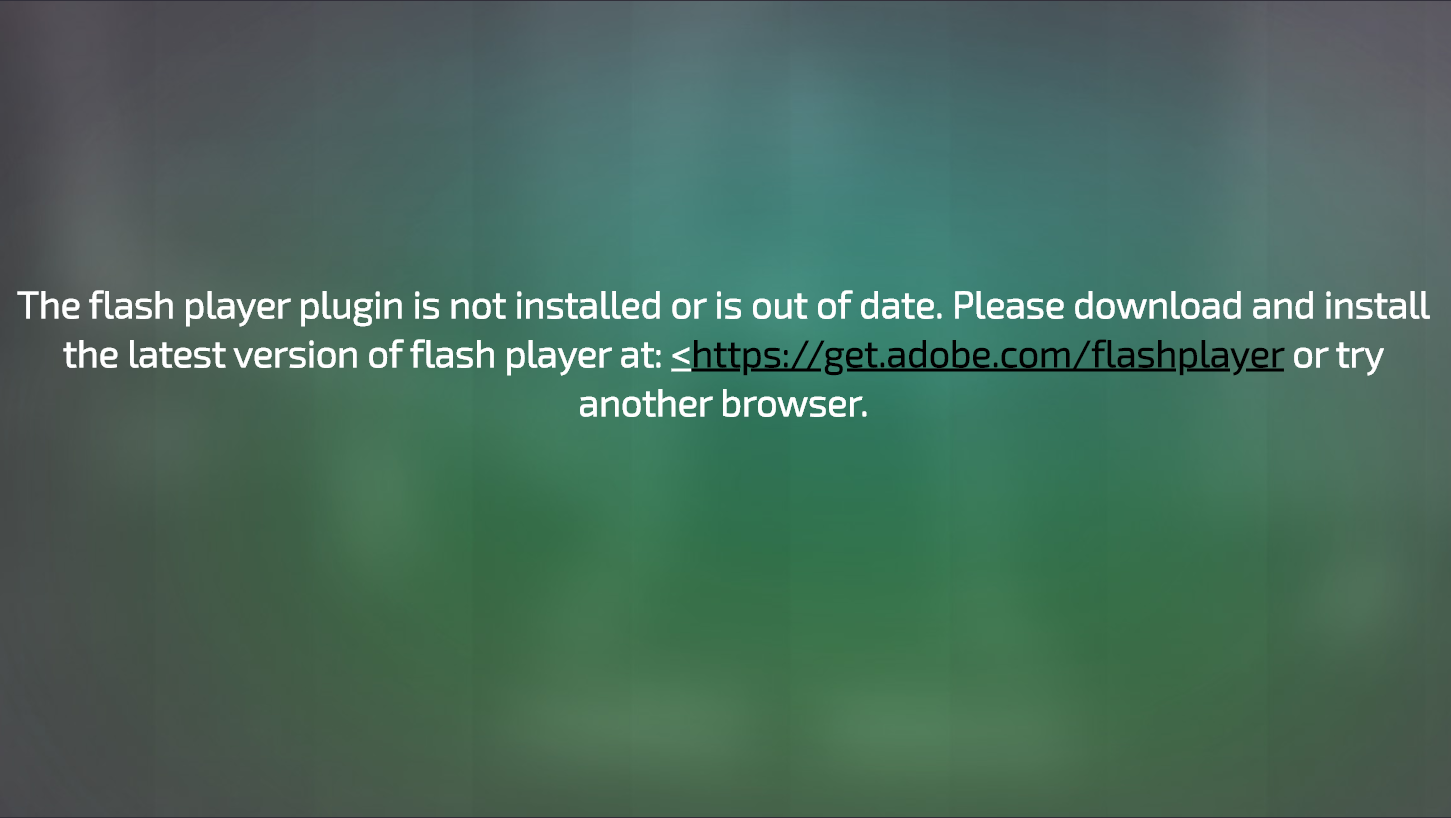 The flash player plugin is not installed or is out of date. Please download and install
the latest version of flash player at: <https://get.adobe.com/flashplayer or try
another browser.